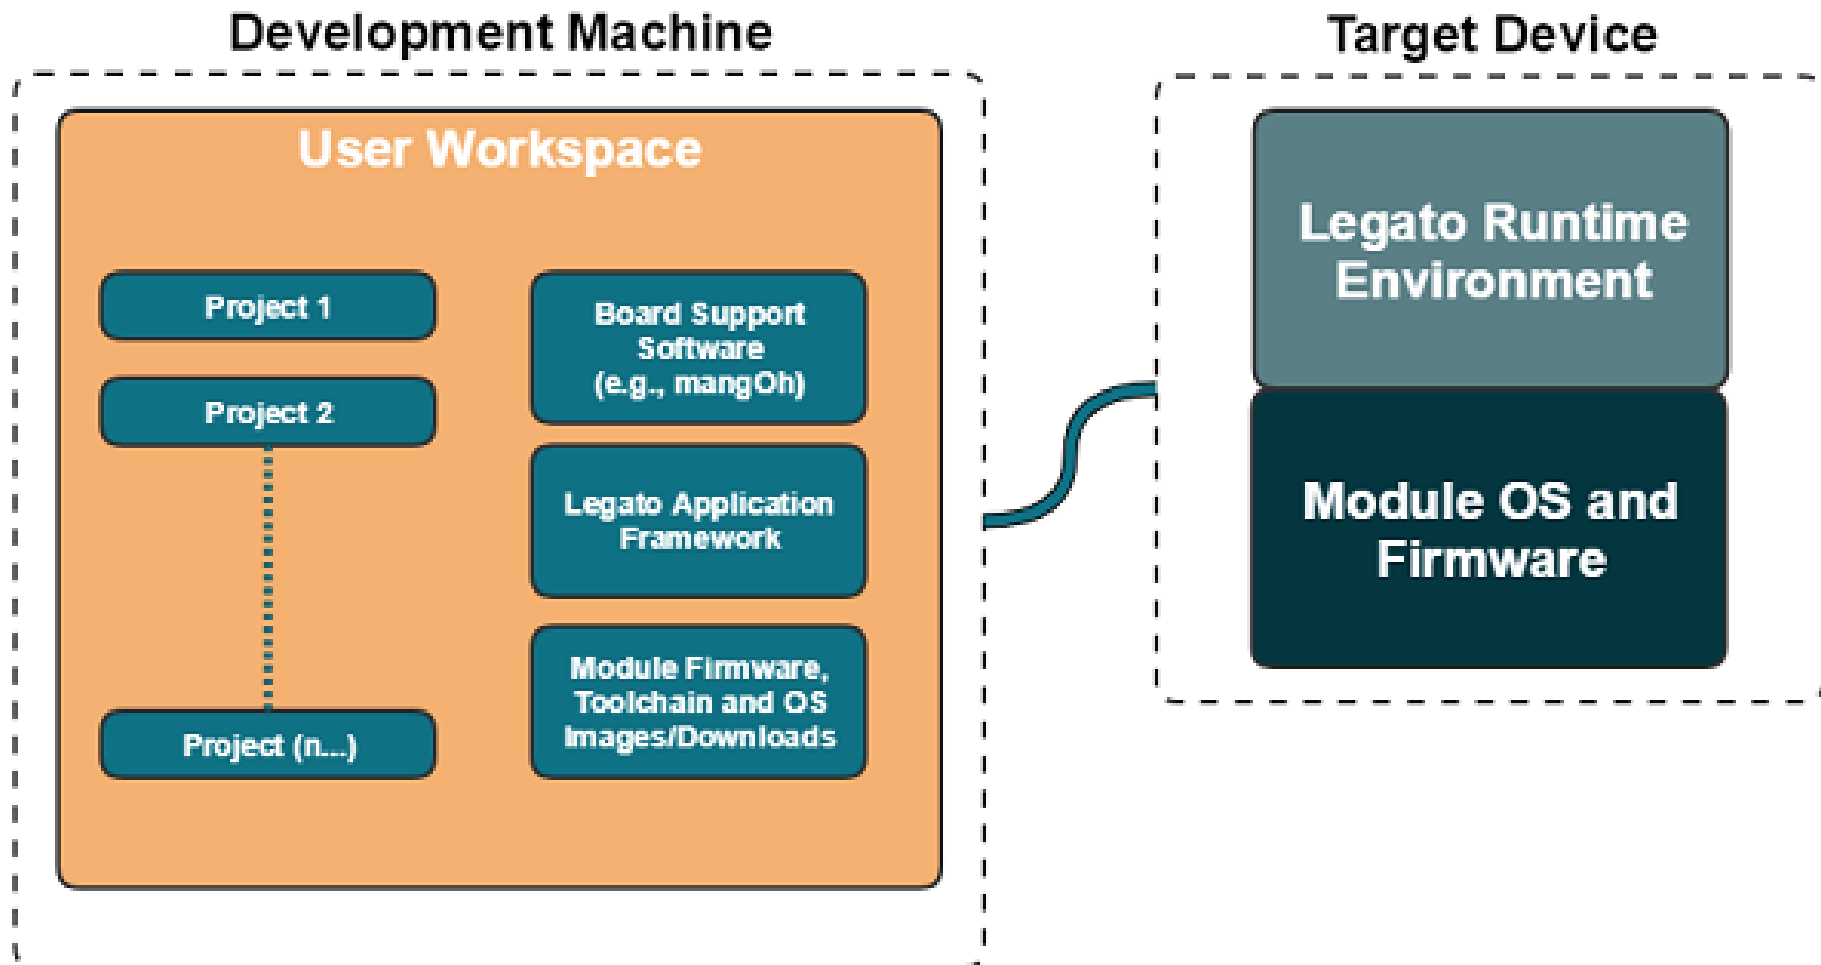 Development Machine
User Workspace
Project 1
Project 2
Project (n...)
Board Support
Software
(e.g., mangOh)
Legato Application
Framework
Module Firmware,
Toolchain and OS
Images/Downloads
Target Device
Legato Runtime
Environment
Module OS and
Firmware